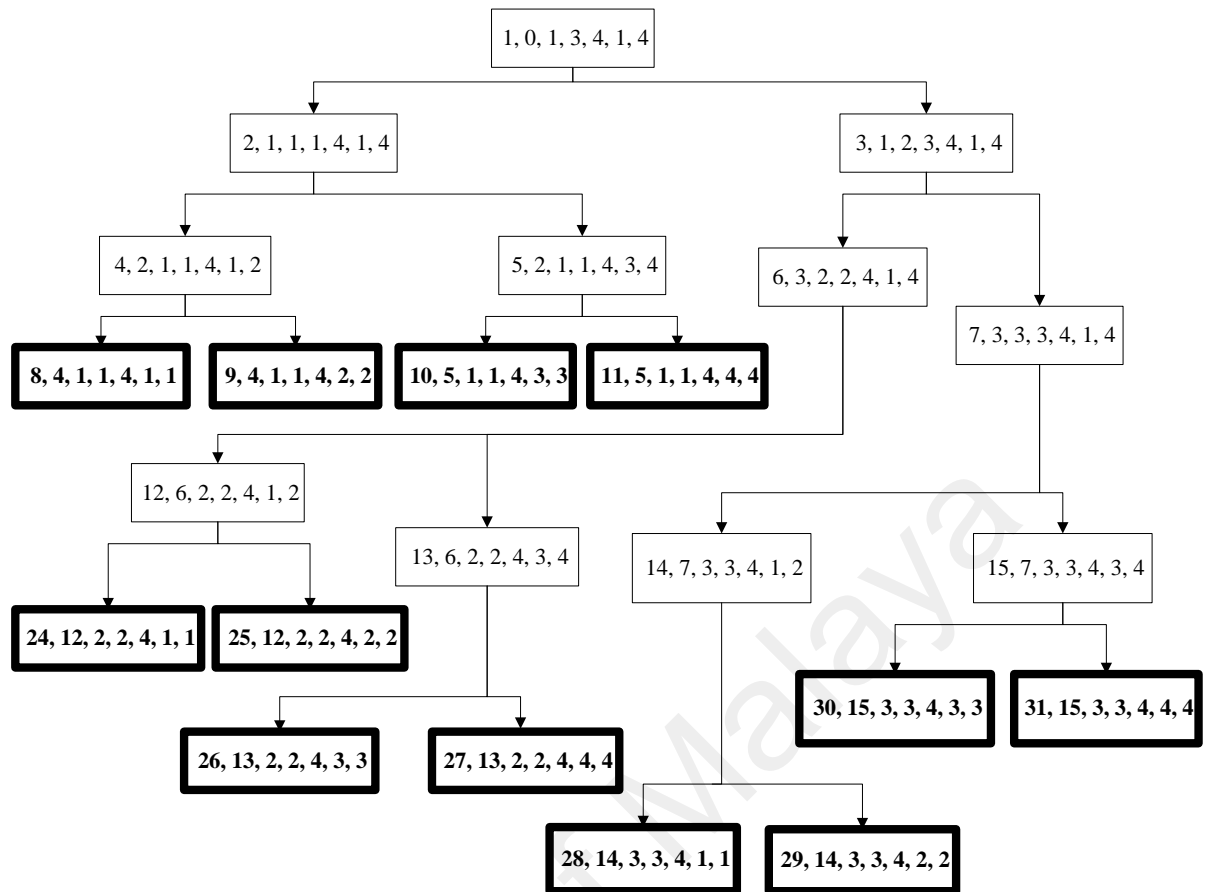 1, 0, 1, 3, 4, 1, 4
2, 1, 1, 1, 4, 1, 4
3, 1, 2, 3, 4, 1, 4
4, 2, 1, 1, 4, 1, 2
5, 2, 1, 1, 4, 3, 4
6, 3, 2, 2, 4, 1, 4
7, 3, 3, 3, 4, 1, 4
8, 4, 1, 1, 4, 1, 1
9, 4, 1, 1, 4, 2, 2
10, 5, 1, 1, 4, 3, 3
11, 5, 1, 1, 4, 4, 4
12, 6, 2, 2, 4, 1, 2
13, 6, 2, 2, 4, 3, 4
14, 7, 3, 3, 4, 1, 2
15, 7, 3, 3, 4, 3, 4
24, 12, 2, 2, 4, 1, 1
25, 12, 2, 2, 4, 2, 2
30, 15, 3, 3, 4, 3, 3
31, 15, 3, 3, 4, 4, 4
26, 13, 2, 2, 4, 3, 3
27, 13, 2, 2, 4, 4, 4
28, 14, 3, 3, 4, 1, 1
29, 14, 3, 3, 4, 2, 2
Malaya